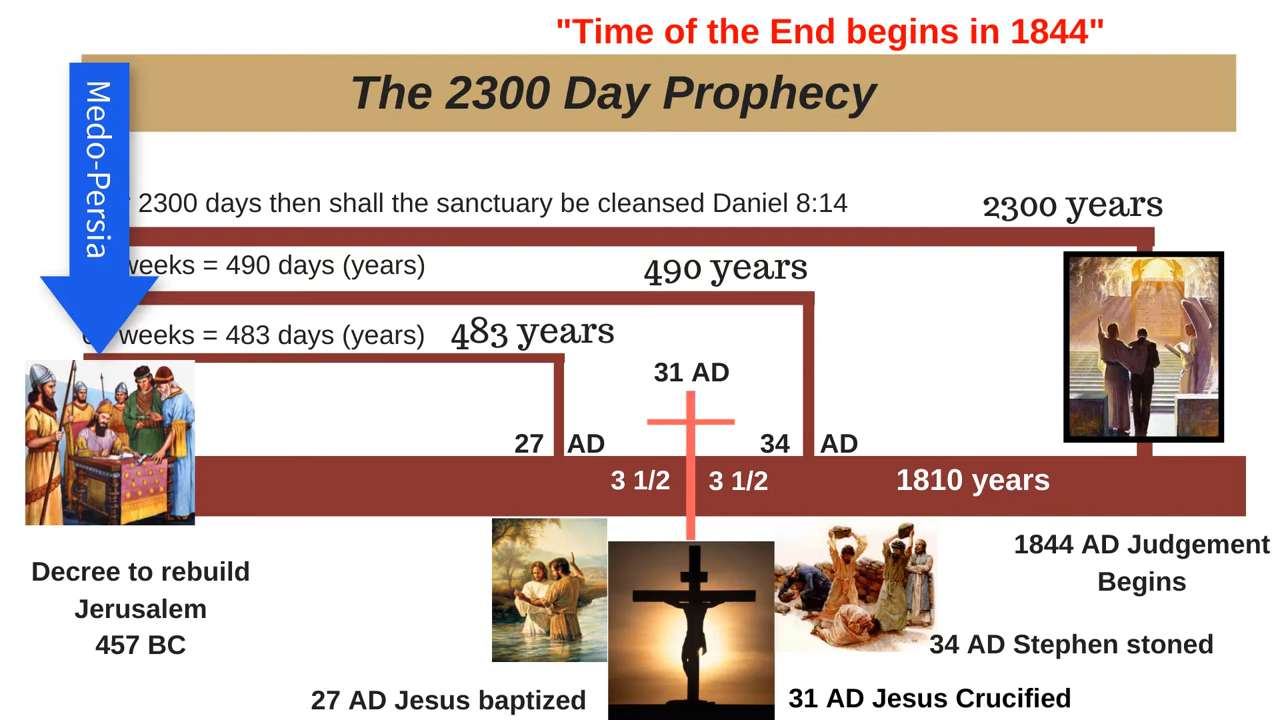 "Time of the End begins in 1844"
The 2300 Day Prophecy
Medo-Persia
2300 days then shall the sanctuary be cleansed Daniel 8:14
2300 years
weeks = 490 days (years)
490 years
weeks = 483 days (years)
483 years
31 AD
27 AD
34 AD
3 1/2
3 1/2
1810 years
Decree to rebuild
Jerusalem
457 BC
1844 AD Judgement
Begins
34 AD Stephen stoned
27 AD Jesus baptized
31 AD Jesus Crucified